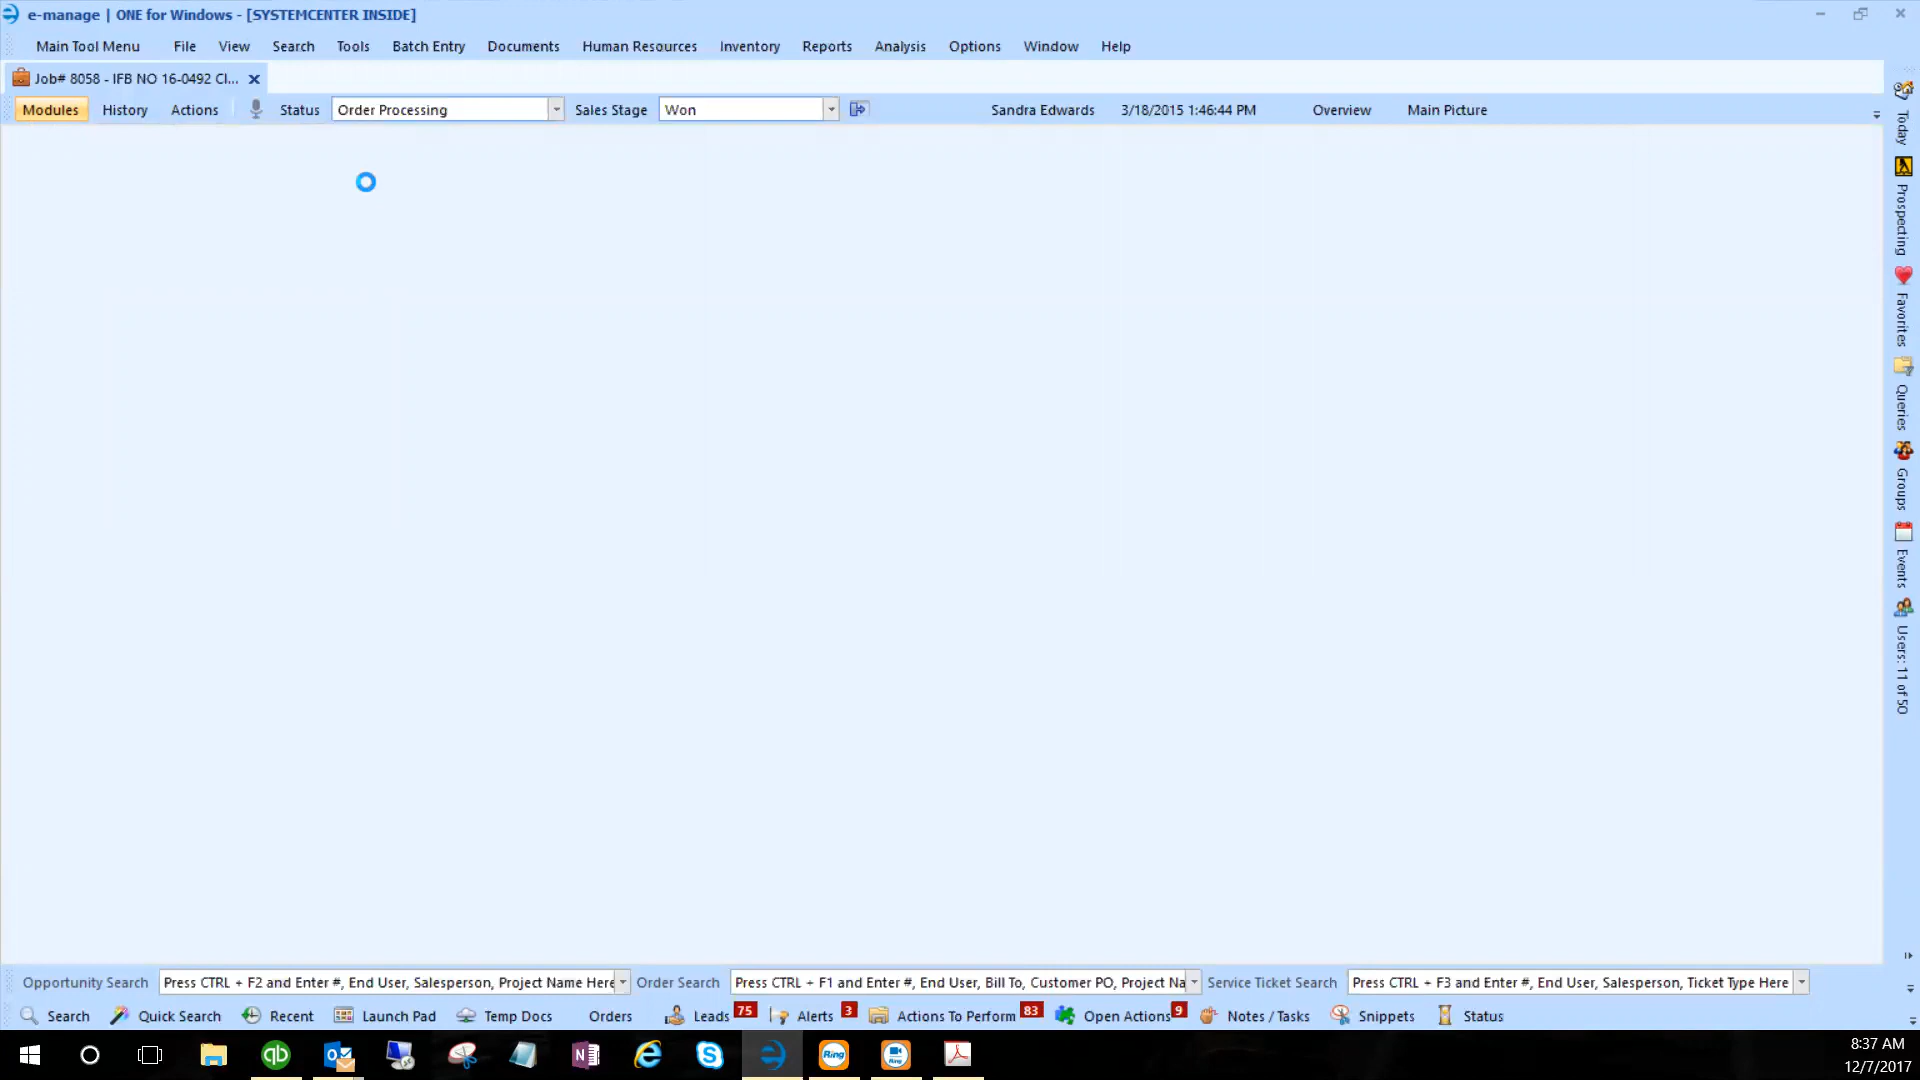 e-manage | ONE for Windows - [SYSTEMCENTER INSIDE]
Main Tool Menu File View Search Tools Batch Entry Documents Human Resources Inventory Reports Analysis Options Window Help
Job# 8058 - IFB NO 16-0492 CI...
Modules History Actions Status Order Processing Sales Stage Won Sandra Edwards 3/18/2015 1:46:44 PM Overview Main Picture
Today
Prospecting
Favorites
Queries
Groups
Events
Users: 11 of 50
Opportunity Search Press CTRL + F2 and Enter #, End User, Salesperson, Project Name Here Order Search Press CTRL + F1 and Enter #, End User, Bill To, Customer PO, Project Na Service Ticket Search Press CTRL + F3 and Enter #, End User, Salesperson, Ticket Type Here
Search Quick Search Recent Launch Pad Temp Docs Orders Leads 75 Alerts 3 Actions To Perform 83 Open Actions 9 Notes / Tasks Snippets Status
8:37 AM
12/7/2017